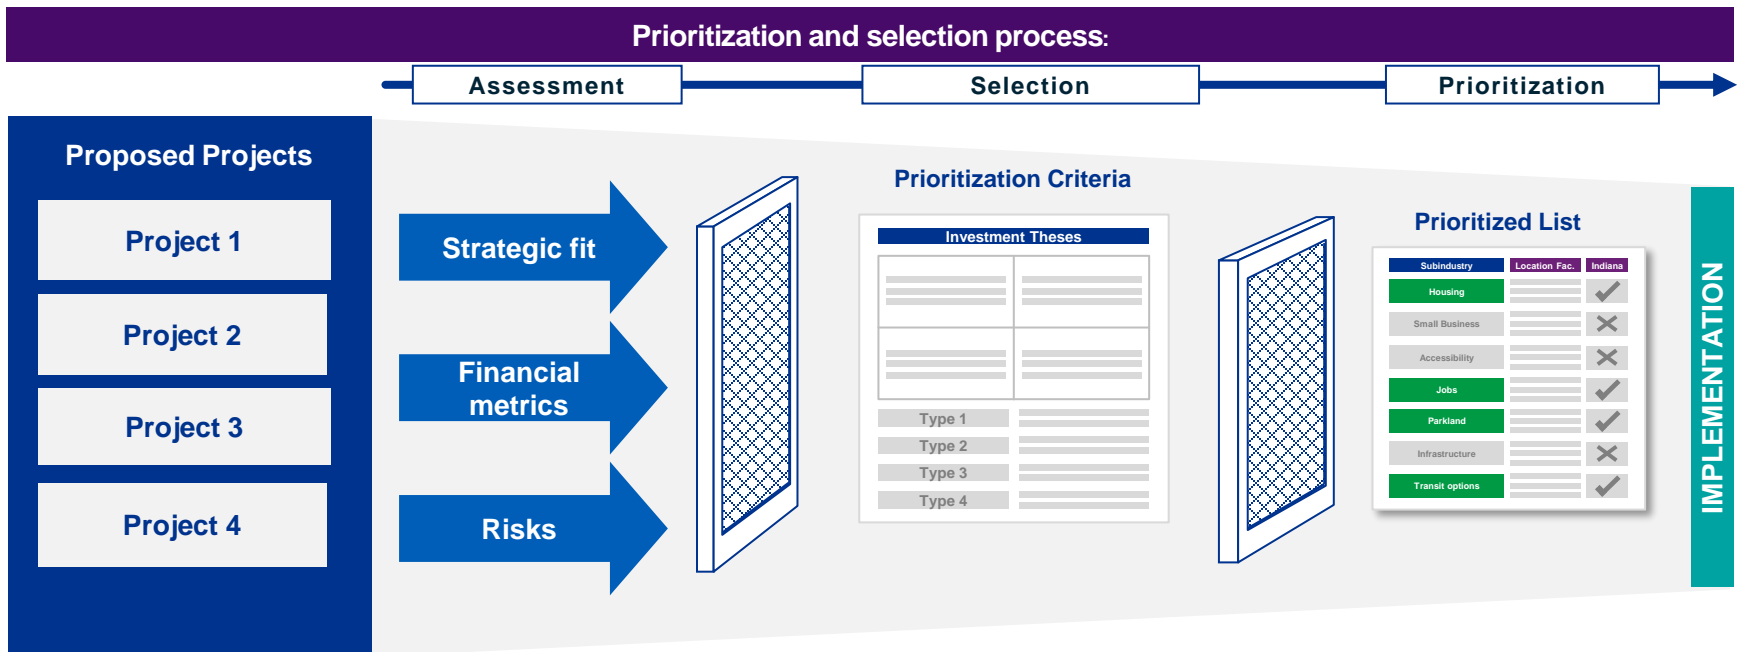 Prioritization and selection process:
Assessment
Selection
Prioritization
Proposed Projects
Project 1
Project 2
Project 3
Project 4
Strategic fit
Financial
metrics
Risks
Prioritization Criteria
Investment Theses
Type 1
Type 2
Type 3
Type 4
Prioritized List
Subindustry Location Fac. Indiana
Housing
Small Business
Accessibility
Jobs
Parkland
Infrastructure
Transit options
IMPLEMENTATION